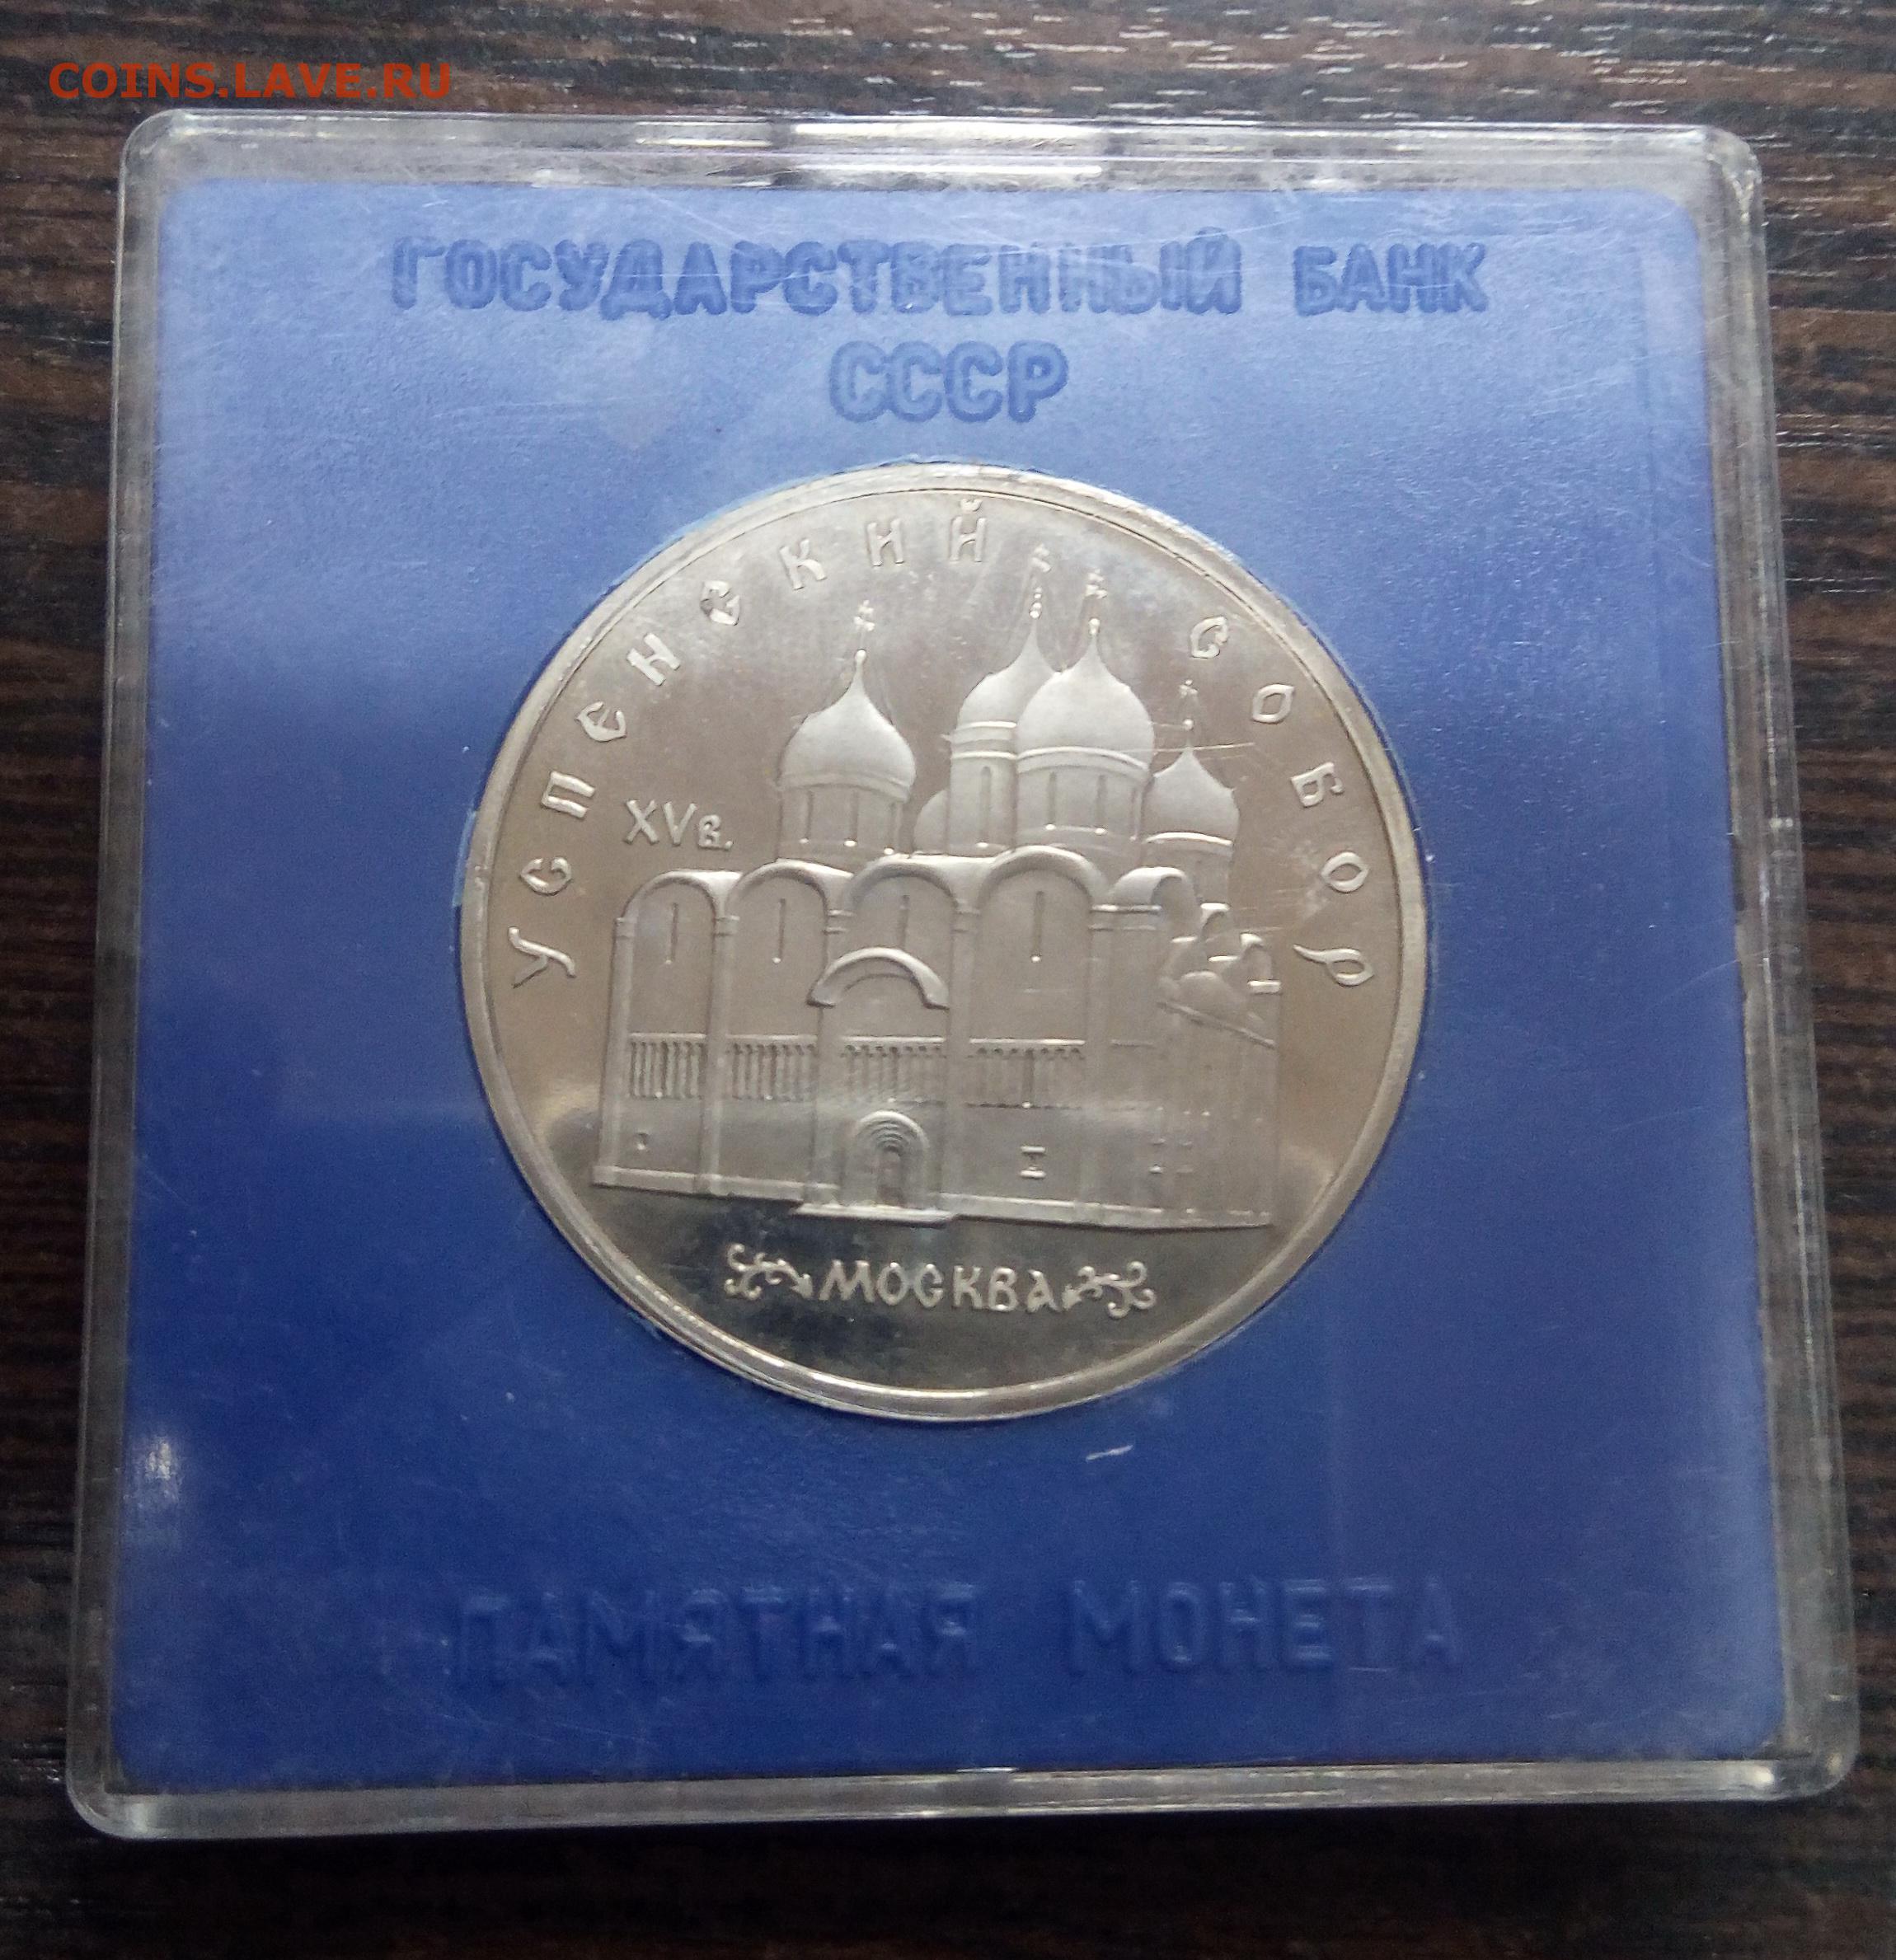 COINS.LAVE.RU
ГОСУДАРСТВЕННЫЙ БАНК
СССР
УСПЕНСКИЙ СОБОР
XVв.
МОСКВА
ПАМЯТНАЯ МОНЕТА